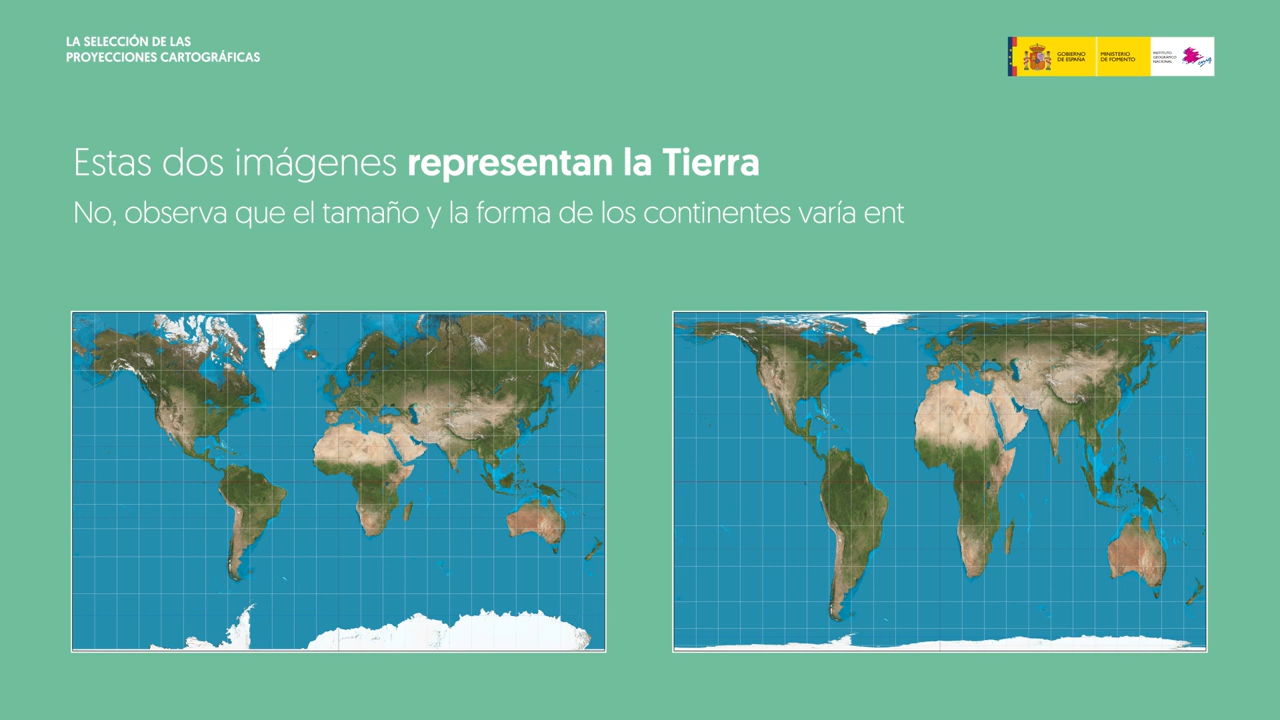 LA SELECCIÓN DE LAS
PROYECCIONES CARTOGRÁFICAS
GOBIERNO
DE ESPAÑA
MINISTERIO
DE FOMENTO
INSTITUTO
GEOGRÁFICO
NACIONAL
Estas dos imágenes representan la Tierra
No, observa que el tamaño y la forma de los continentes varía ent